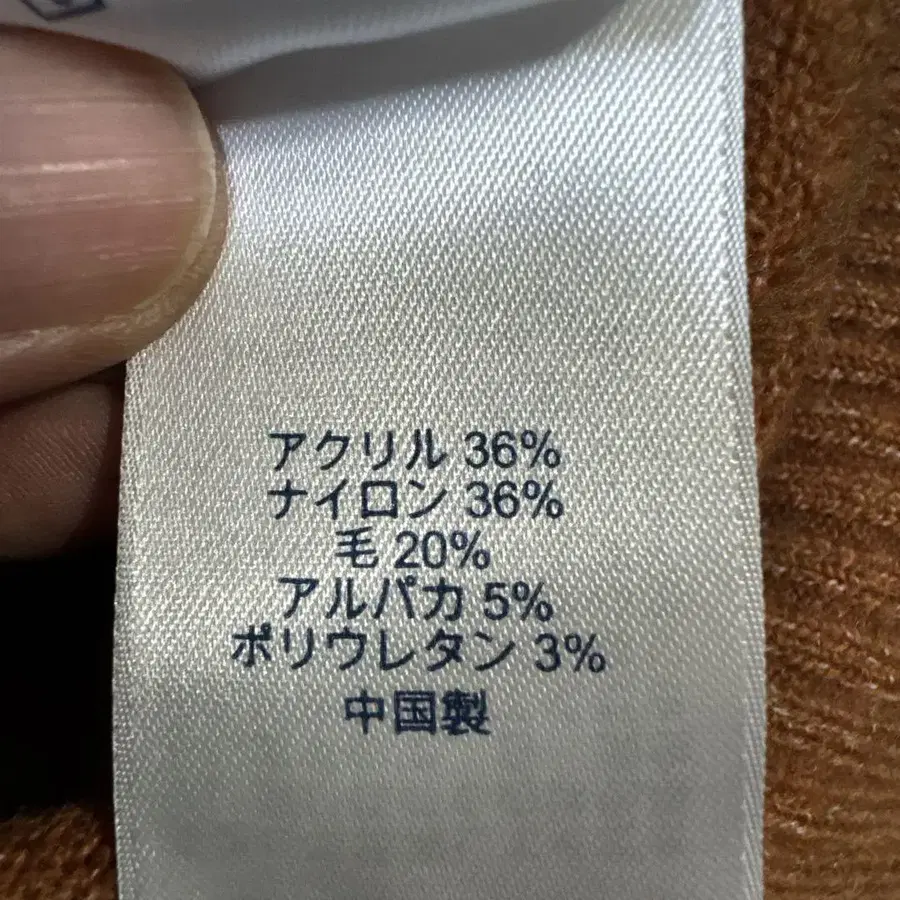 アクリル 36%
ナイロン 36%
毛 20%
アルパカ 5%
ポリウレタン 3%
中国製